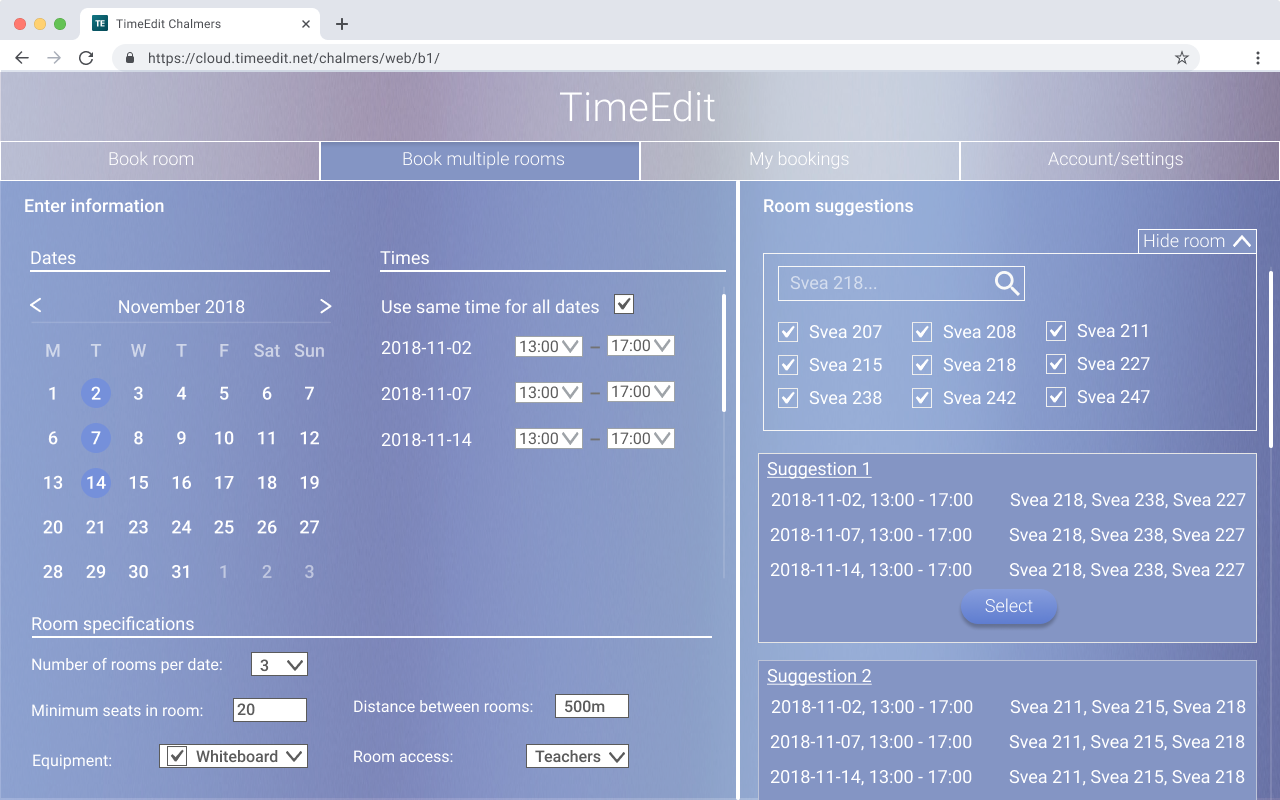 TE TimeEdit Chalmers
https://cloud.timeedit.net/chalmers/web/b1/
TimeEdit
Book room
Book multiple rooms
My bookings
Account/settings
Enter information
Dates
November 2018
M T W T F Sat Sun
1 2 3 4 5 6 7
6 7 8 9 10 11 12
13 14 15 16 17 18 19
20 21 23 24 25 26 27
28 29 30 31 1 2 3
Times
Use same time for all dates
2018-11-02 13:00 – 17:00
2018-11-07 13:00 – 17:00
2018-11-14 13:00 – 17:00
Room specifications
Number of rooms per date: 3
Minimum seats in room: 20
Distance between rooms: 500m
Equipment: Whiteboard
Room access: Teachers
Room suggestions
Hide room
Svea 218...
Svea 207 Svea 208 Svea 211
Svea 215 Svea 218 Svea 227
Svea 238 Svea 242 Svea 247
Suggestion 1
2018-11-02, 13:00 - 17:00 Svea 218, Svea 238, Svea 227
2018-11-07, 13:00 - 17:00 Svea 218, Svea 238, Svea 227
2018-11-14, 13:00 - 17:00 Svea 218, Svea 238, Svea 227
Select
Suggestion 2
2018-11-02, 13:00 - 17:00 Svea 211, Svea 215, Svea 218
2018-11-07, 13:00 - 17:00 Svea 211, Svea 215, Svea 218
2018-11-14, 13:00 - 17:00 Svea 211, Svea 215, Svea 218